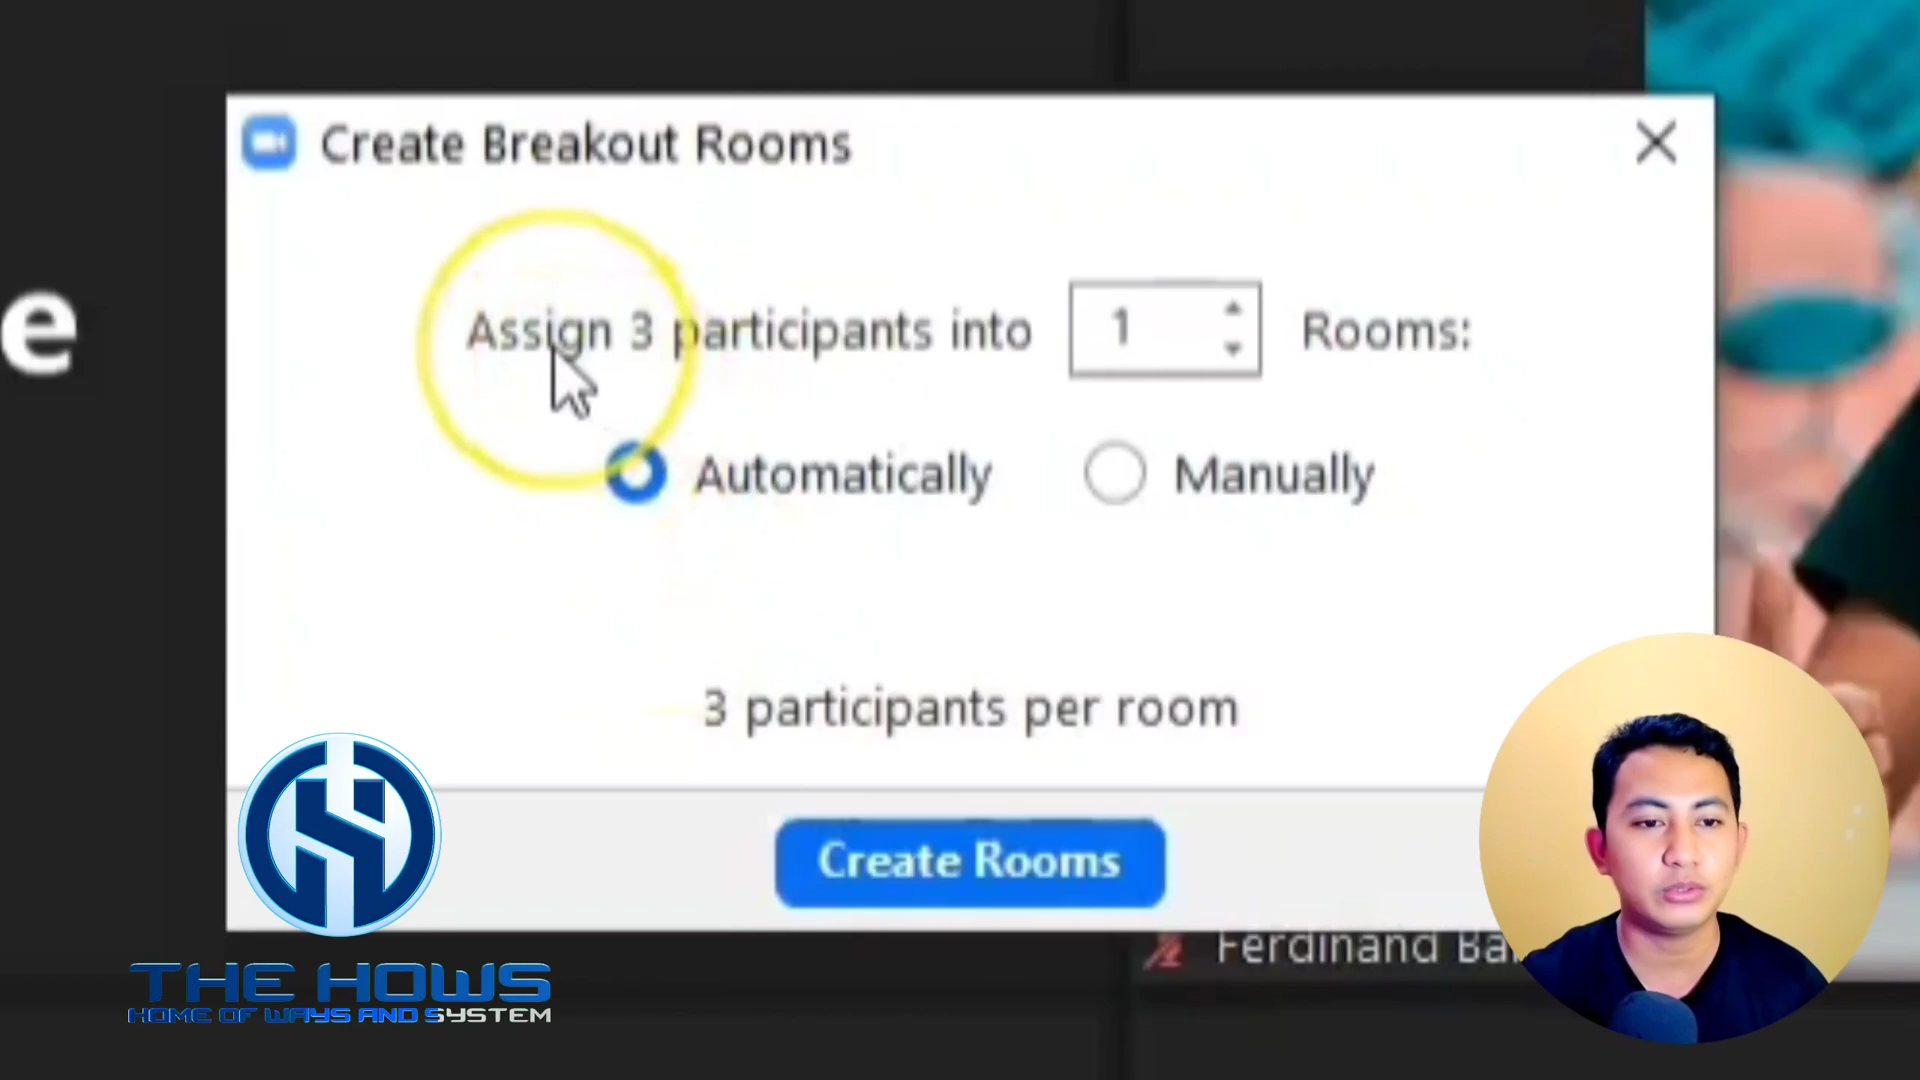 Create Breakout Rooms
e
Assign 3 participants into 1 Rooms:
Automatically Manually
3 participants per room
Create Rooms
Ferdinand
THE HOWS
HOME OF WAYS AND SYSTEM